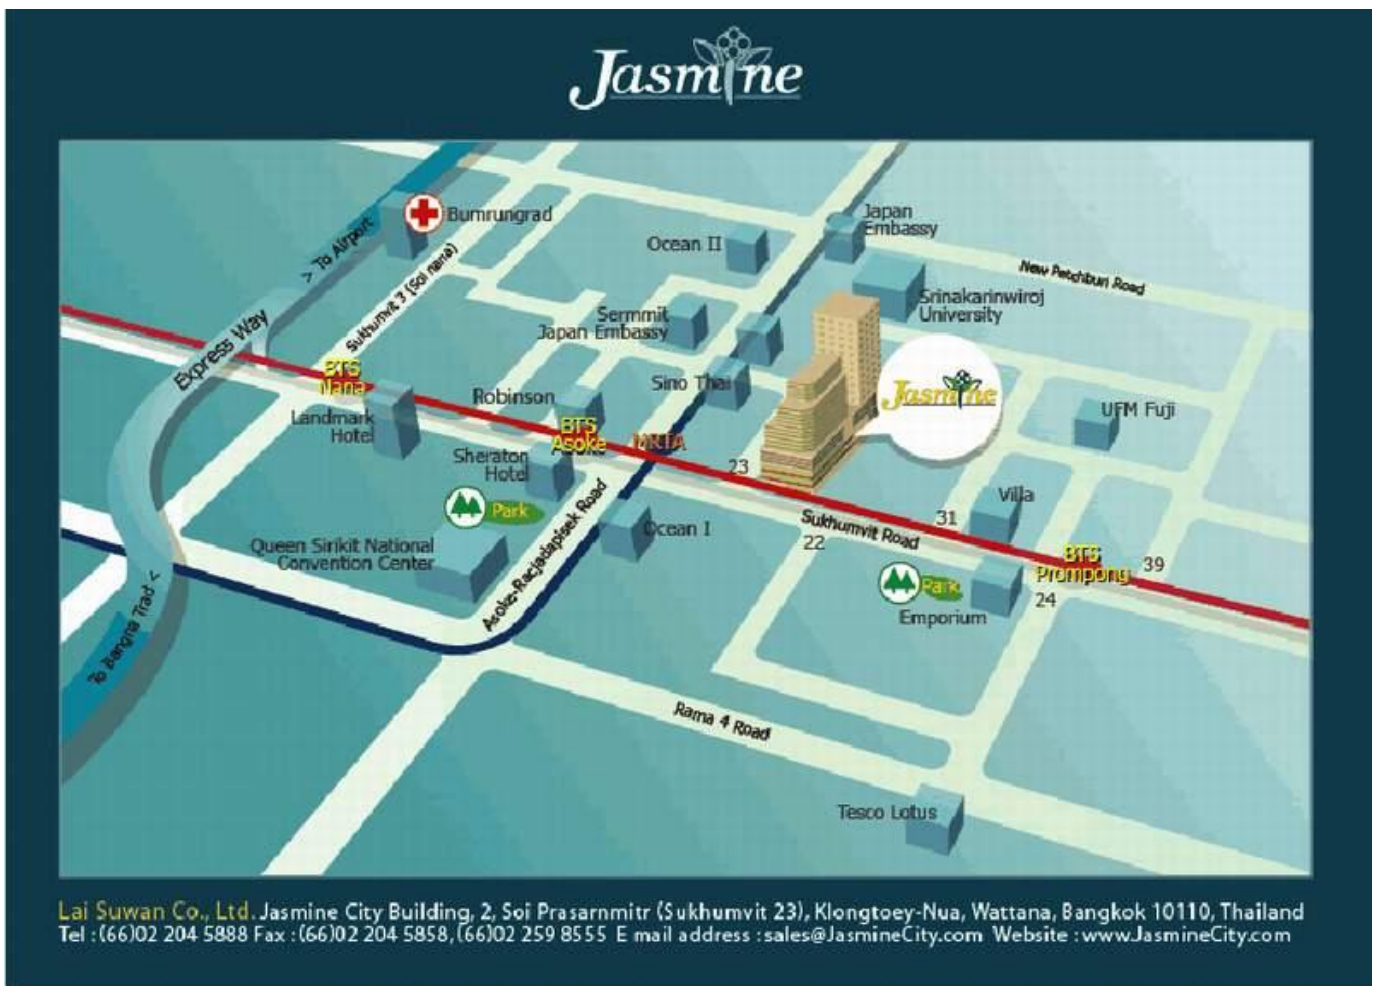 Jasmine
Bumrungrad
Japan
Embassy
Ocean II
> To Airport
Sukhumvit 3 (Soi nana)
New Petchburi Road
Srinakarinwiroj
University
Sermmit
Japan Embassy
Express Way
BTS
Nana
Sino Thai
Jasmine
Robinson
Landmark
Hotel
UFM Fuji
BTS
Asoke
MRTA
Sheraton
Hotel
23
Villa
Park
Sukhumvit Road
31
22
Ocean I
Asoke-Racjadapisek Road
Queen Sirikit National
Convention Center
BTS
Prompong
39
Park
24
Emporium
To Bangna Trad <
Rama 4 Road
Tesco Lotus
Lai Suwan Co., Ltd. Jasmine City Building, 2, Soi Prasarnmitr (Sukhumvit 23), Klongtoey-Nua, Wattana, Bangkok 10110, Thailand
Tel :(66)02 204 5888 Fax :(66)02 204 5858, (66)02 259 8555 E mail address :sales@JasmineCity.com Website :www.JasmineCity.com